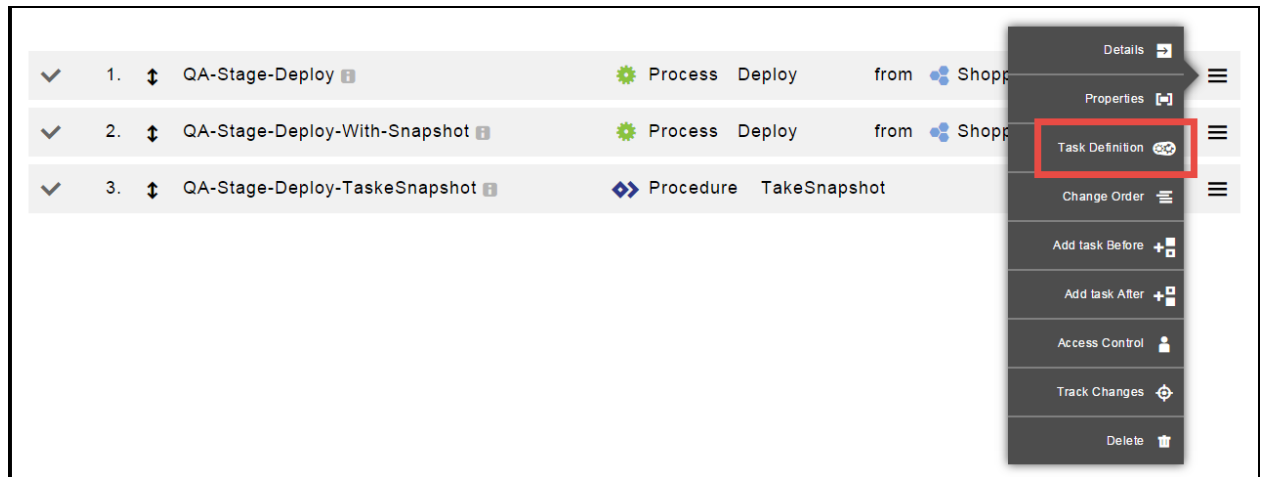 1. QA-Stage-Deploy Process Deploy from Shopp
2. QA-Stage-Deploy-With-Snapshot Process Deploy from Shopp
3. QA-Stage-Deploy-TaskeSnapshot Procedure TakeSnapshot
Details
Properties
Task Definition
Change Order
Add task Before
Add task After
Access Control
Track Changes
Delete